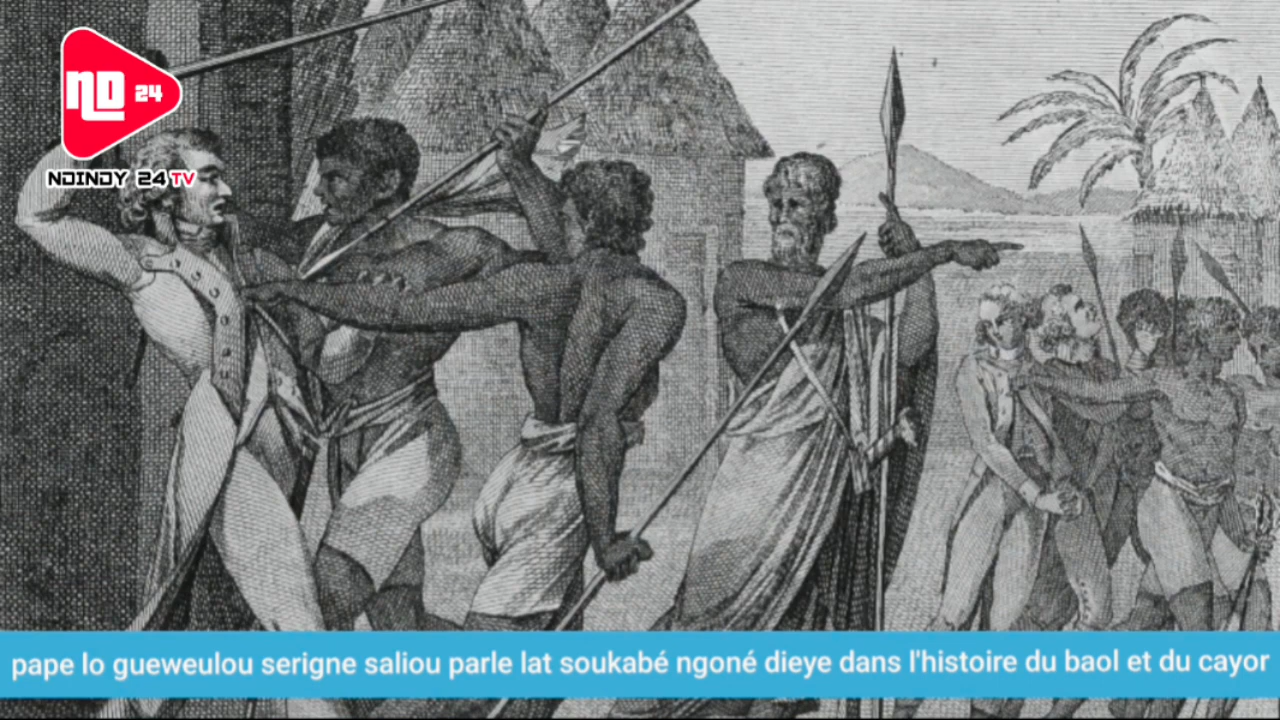 ND 24
NDINDY 24 TV
pape lo gueweulou serigne saliou parle lat soukabé ngoné dieye dans l'histoire du baol et du cayor